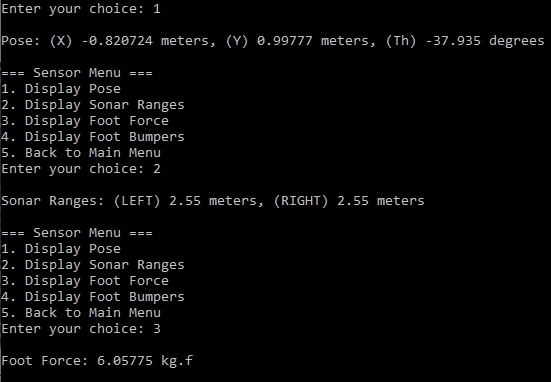 Enter your choice: 1
Pose: (X) -0.820724 meters, (Y) 0.99777 meters, (Th) -37.935 degrees
=== Sensor Menu ===
1. Display Pose
2. Display Sonar Ranges
3. Display Foot Force
4. Display Foot Bumpers
5. Back to Main Menu
Enter your choice: 2
Sonar Ranges: (LEFT) 2.55 meters, (RIGHT) 2.55 meters
=== Sensor Menu ===
1. Display Pose
2. Display Sonar Ranges
3. Display Foot Force
4. Display Foot Bumpers
5. Back to Main Menu
Enter your choice: 3
Foot Force: 6.05775 kg.f